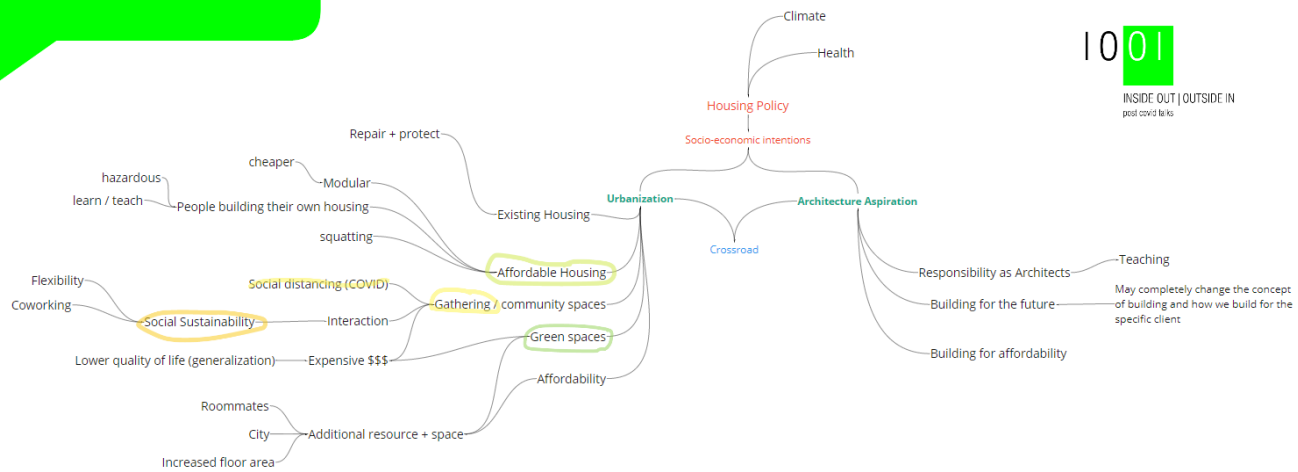 Climate
Health
1001
INSIDE OUT | OUTSIDE IN
post covid talks
Housing Policy
Socio-economic intentions
Urbanization
Architecture Aspiration
Crossroad
Repair + protect
Existing Housing
cheaper
Modular
hazardous
learn / teach
People building their own housing
squatting
Affordable Housing
Social distancing (COVID)
Gathering / community spaces
Flexibility
Coworking
Social Sustainability
Interaction
Green spaces
Lower quality of life (generalization)
Expensive $$$
Affordability
Roommates
City
Additional resource + space
Increased floor area
Responsibility as Architects
Teaching
Building for the future
May completely change the concept
of building and how we build for the
specific client
Building for affordability